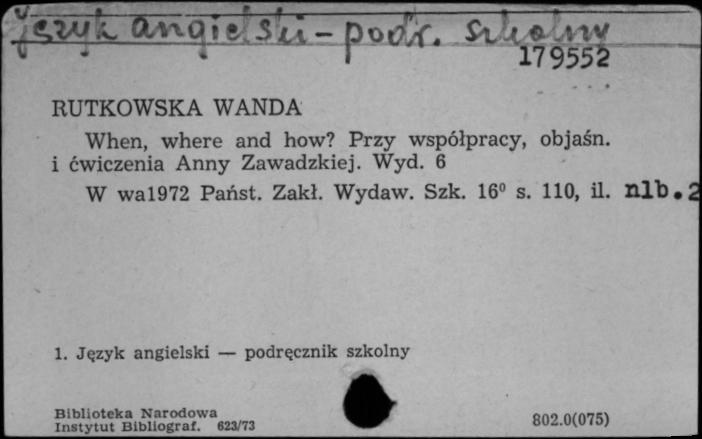 Język angielski - podr. szkolny
179552
RUTKOWSKA WANDA
When, where and how? Przy współpracy, objaśn.
i ćwiczenia Anny Zawadzkiej. Wyd. 6
W wa1972 Państ. Zakł. Wydaw. Szk. 16⁰ s. 110, il. nlb.2
1. Język angielski — podręcznik szkolny
Biblioteka Narodowa
Instytut Bibliograf. 623/73
802.0(075)